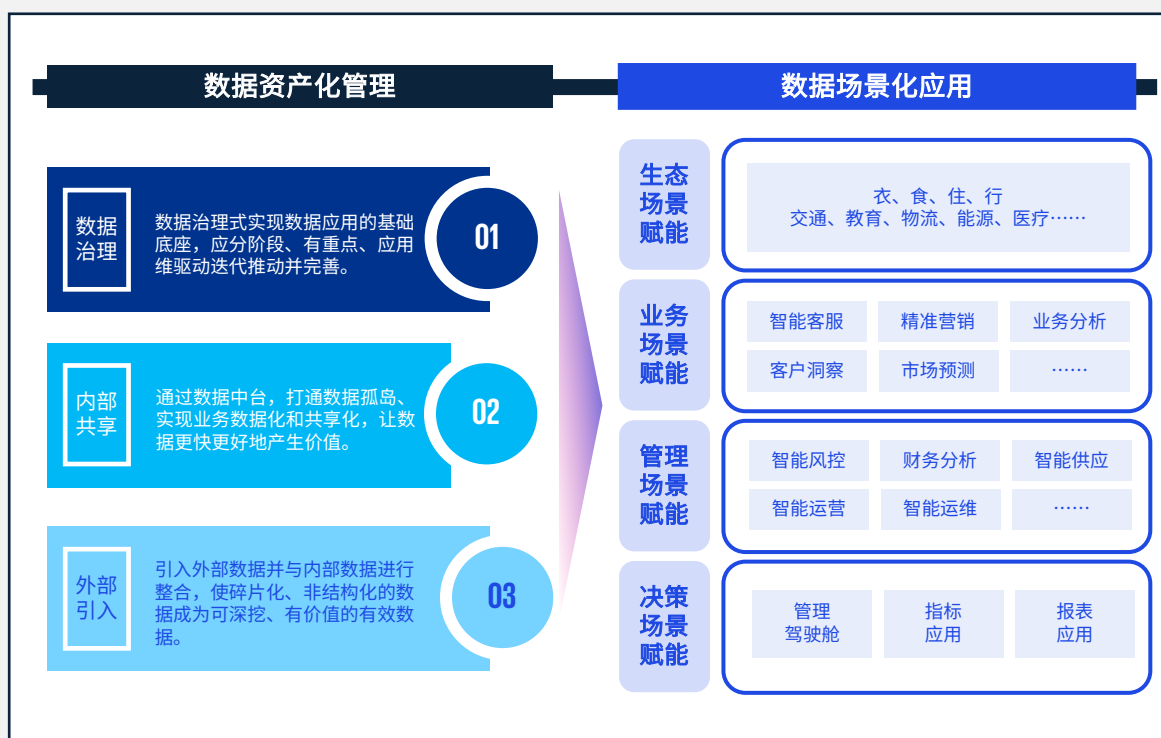 数据资产化管理
数据场景化应用
数据
治理
数据治理式实现数据应用的基础
底座，应分阶段、有重点、应用
维驱动迭代推动并完善。
01
内部
共享
通过数据中台，打通数据孤岛、
实现业务数据化和共享化，让数
据更快更好地产生价值。
02
外部
引入
引入外部数据并与内部数据进行
整合，使碎片化、非结构化的数
据成为可深挖、有价值的有效数
据。
03
生态
场景
赋能
衣、食、住、行
交通、教育、物流、能源、医疗……
业务
场景
赋能
智能客服
精准营销
业务分析
客户洞察
市场预测
……
管理
场景
赋能
智能风控
财务分析
智能供应
智能运营
智能运维
……
决策
场景
赋能
管理
驾驶舱
指标
应用
报表
应用